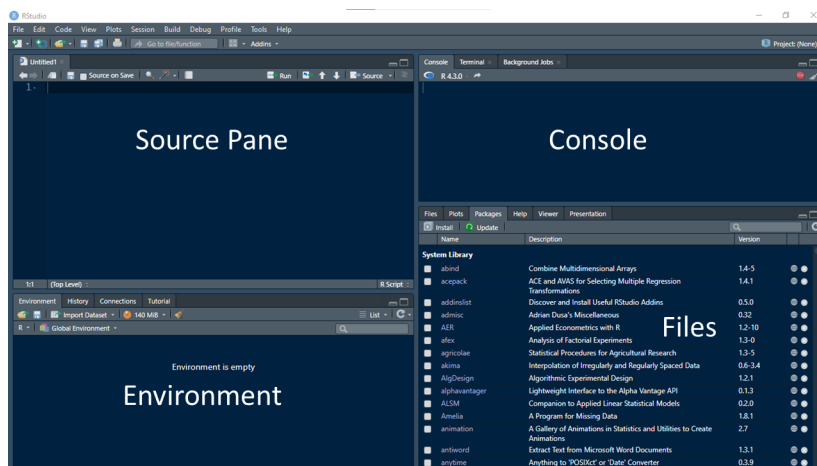 RStudio
File Edit Code View Plots Session Build Debug Profile Tools Help
Go to file/function Addins Project: (None)
Untitled1
Source on Save Run Source
1
Source Pane
1:1 (Top Level) R Script
Environment History Connections Tutorial
Import Dataset 140 MiB List
R Global Environment
Environment is empty
Environment
Console Terminal Background Jobs
R 4.3.0
Console
Files Plots Packages Help Viewer Presentation
Install Update
Name Description Version
System Library
abind Combine Multidimensional Arrays 1.4-5
acepack ACE and AVAS for Selecting Multiple Regression 1.4.1
Transformations
addinslist Discover and Install Useful RStudio Addins 0.5.0
admisc Adrian Dusa's Miscellaneous 0.32
AER Applied Econometrics with R 1.2-10
Files
afex Analysis of Factorial Experiments 1.3-0
agricolae Statistical Procedures for Agricultural Research 1.3-5
akima Interpolation of Irregularly and Regularly Spaced Data 0.6-3.4
AlgDesign Algorithmic Experimental Design 1.2.1
alphavantager Lightweight Interface to the Alpha Vantage API 0.1.3
ALSM Companion to Applied Linear Statistical Models 0.2.0
Amelia A Program for Missing Data 1.8.1
animation A Gallery of Animations in Statistics and Utilities to Create 2.7
Animations
antiword Extract Text from Microsoft Word Documents 1.3.1
anytime Anything to 'POSIXct' or 'Date' Converter 0.3.9